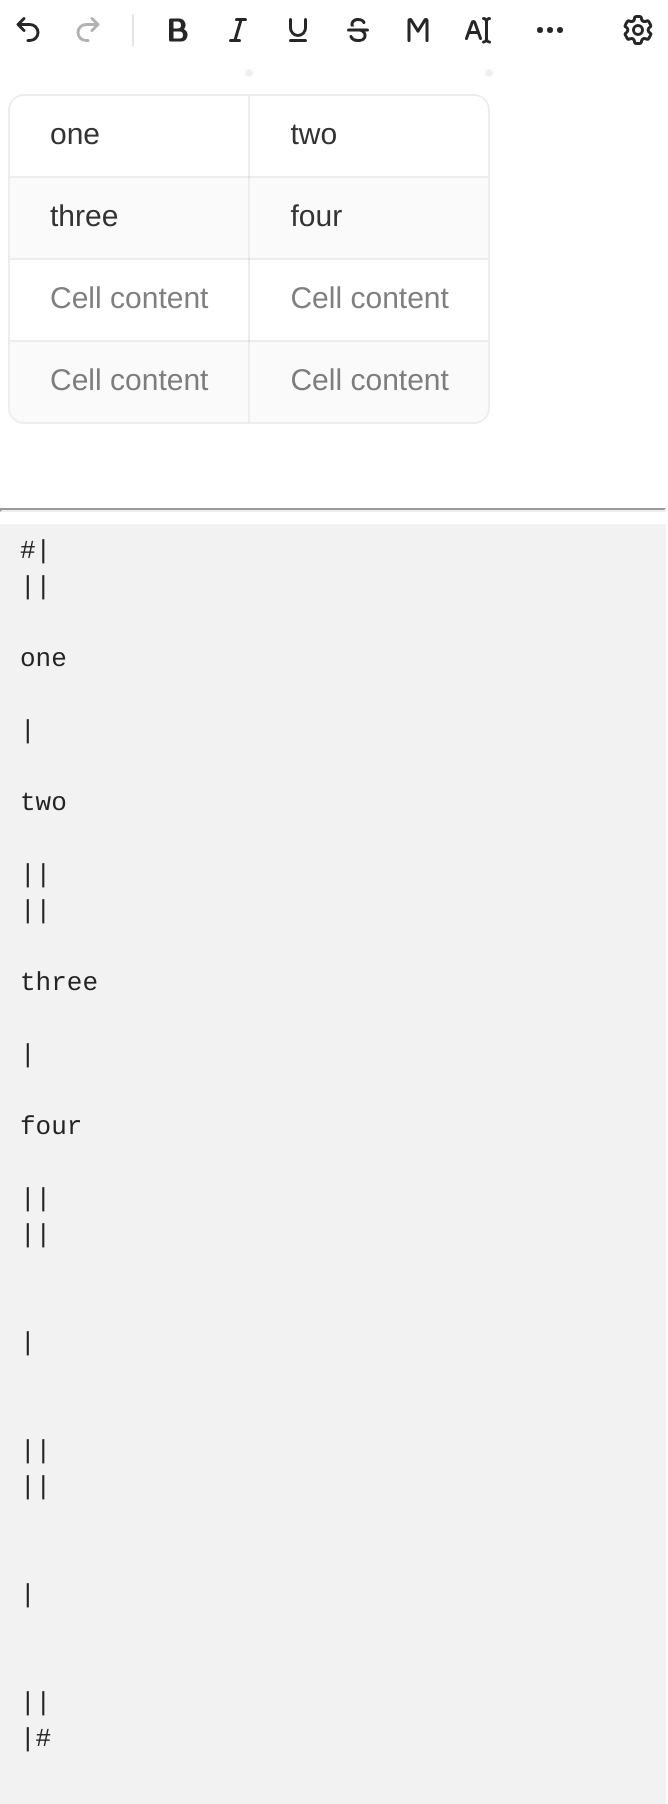 B I U S M AI ...
one two
three four
Cell content Cell content
Cell content Cell content
#|
||
one
|
two
||
||
three
|
four
||
||
|
||
||
|
||
|#